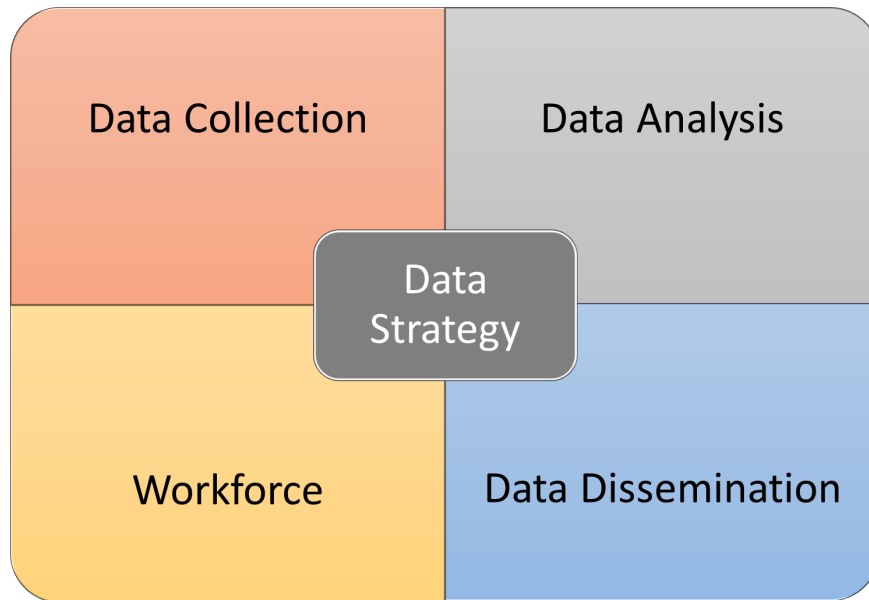 Data Collection
Data Analysis
Data
Strategy
Workforce
Data Dissemination